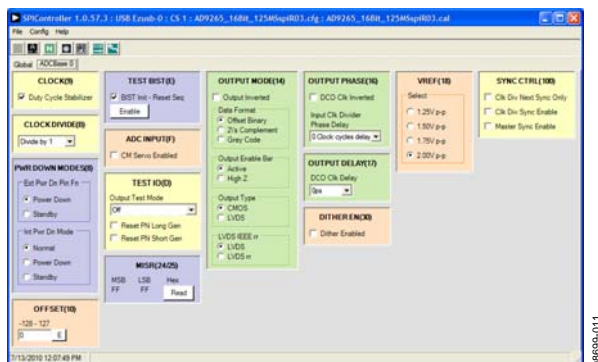 SPIController 1.0.57.3 : USB Ezusb-0 : CS 1 : AD9265_16Bit_125MSspiR03.cfg : AD9265_16Bit_125MSspiR03.cal
File Config Help
Global ADCBase 0
CLOCK(9)
Duty Cycle Stabilizer
CLOCK DIVIDE(B)
Divide by 1
PWR DOWN MODES(8)
Ext Pwr Dn Pin Fn
Power Down
Standby
Int Pwr Dn Mode
Normal
Power Down
Standby
OFFSET(10)
-128 - 127
0 E
TEST BIST(E)
BIST Init - Reset Seq
Enable
ADC INPUT(F)
CM Servo Enabled
TEST IO(D)
Output Test Mode
Off
Reset PN Long Gen
Reset PN Short Gen
MISR(24/25)
MSB LSB Hex
FF FF Read
OUTPUT MODE(14)
Output Inverted
Data Format
Offset Binary
2's Complement
Grey Code
Output Enable Bar
Active
High Z
Output Type
CMOS
LVDS
LVDS IEEE rr
LVDS
LVDS rr
OUTPUT PHASE(16)
DCO Clk Inverted
Input Clk Divider
Phase Delay
0 Clock cycles delay
OUTPUT DELAY(17)
DCO Clk Delay
0ps
DITHER EN(30)
Dither Enabled
VREF(18)
Select
1.25V p-p
1.50V p-p
1.75V p-p
2.00V p-p
SYNC CTRL(100)
Clk Div Next Sync Only
Clk Div Sync Enable
Master Sync Enable
7/13/2010 12:07:49 PM
08699-011